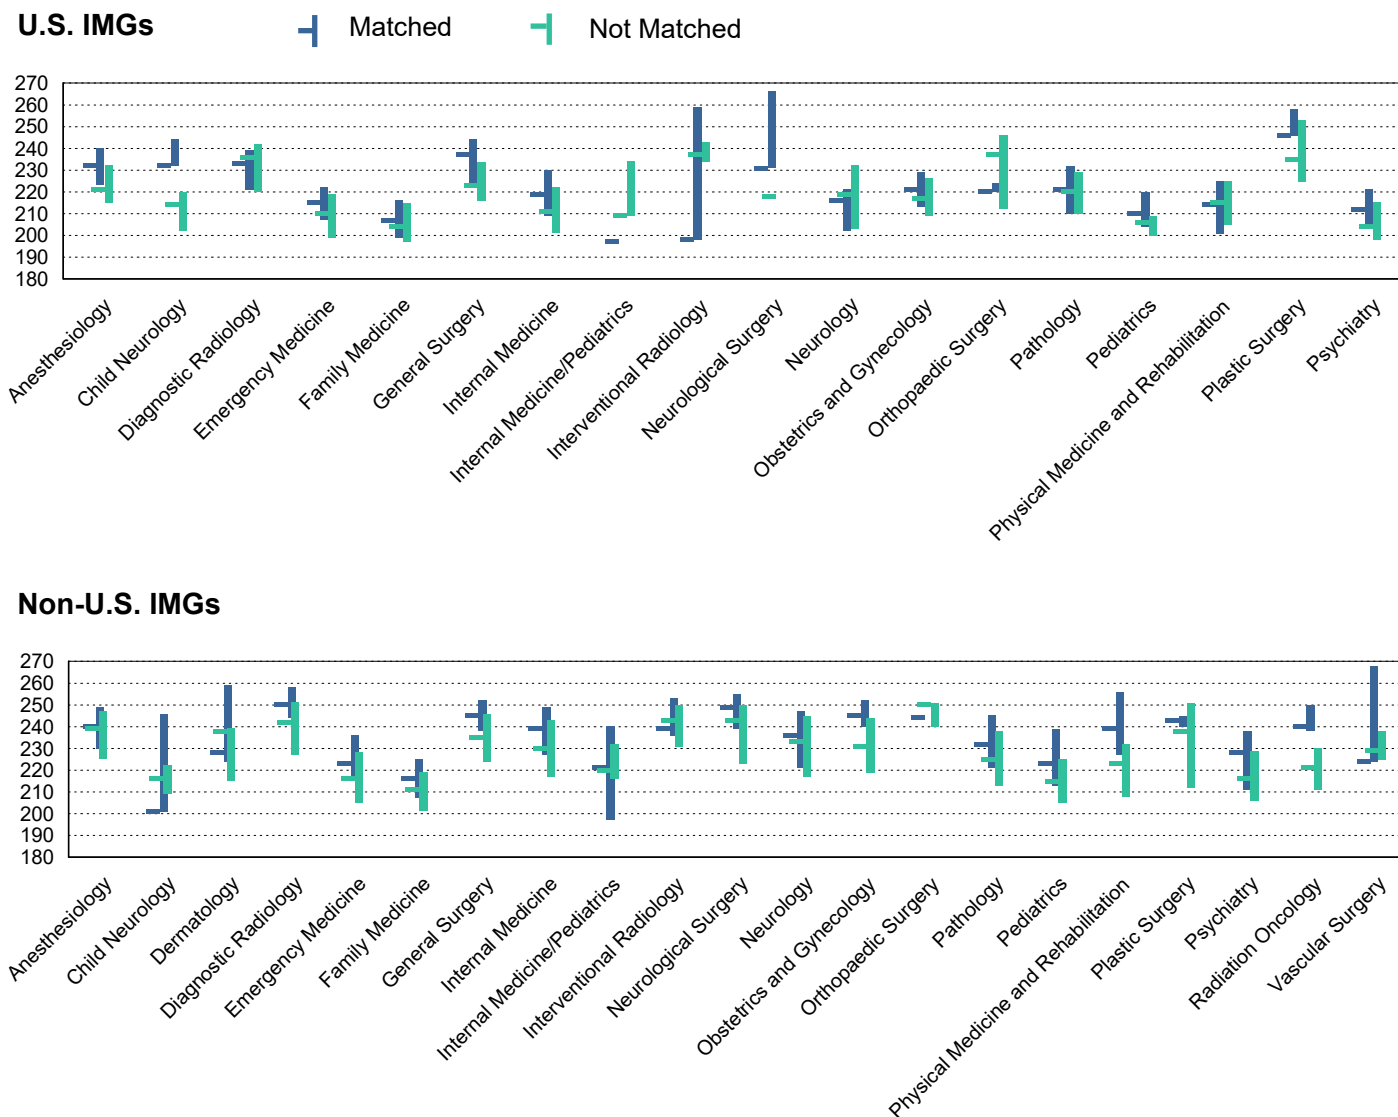 U.S. IMGs
Matched
Not Matched
270
260
250
240
230
220
210
200
190
180
Anesthesiology
Child Neurology
Diagnostic Radiology
Emergency Medicine
Family Medicine
General Surgery
Internal Medicine
Internal Medicine/Pediatrics
Interventional Radiology
Neurological Surgery
Neurology
Obstetrics and Gynecology
Orthopaedic Surgery
Pathology
Pediatrics
Physical Medicine and Rehabilitation
Plastic Surgery
Psychiatry
Non-U.S. IMGs
270
260
250
240
230
220
210
200
190
180
Anesthesiology
Child Neurology
Dermatology
Diagnostic Radiology
Emergency Medicine
Family Medicine
General Surgery
Internal Medicine
Internal Medicine/Pediatrics
Interventional Radiology
Neurological Surgery
Neurology
Obstetrics and Gynecology
Orthopaedic Surgery
Pathology
Pediatrics
Physical Medicine and Rehabilitation
Plastic Surgery
Psychiatry
Radiation Oncology
Vascular Surgery